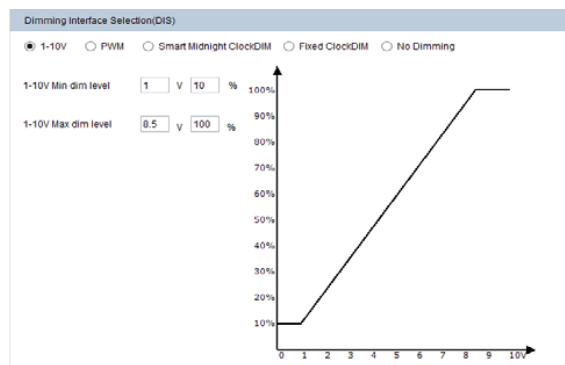 Dimming Interface Selection(DIS)
1-10V PWM Smart Midnight ClockDIM Fixed ClockDIM No Dimming
1-10V Min dim level 1 V 10 %
1-10V Max dim level 8.5 V 100 %
100%
90%
80%
70%
60%
50%
40%
30%
20%
10%
0 1 2 3 4 5 6 7 8 9 10V